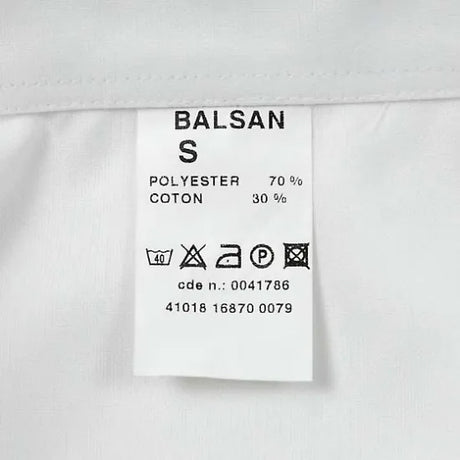 BALSAN
S
POLYESTER 70 %
COTON 30 %
40 P
cde n.: 0041786
41018 16870 0079